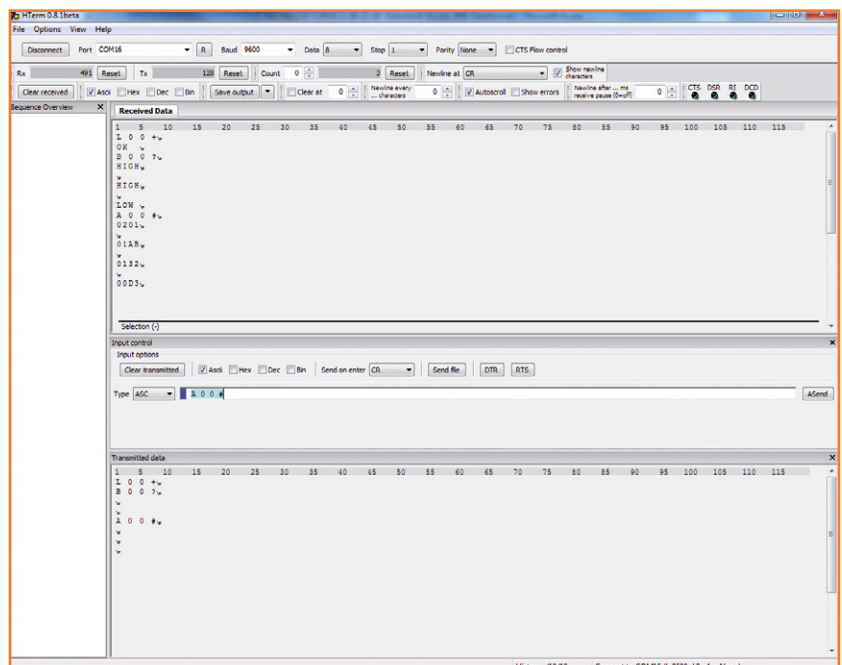 HTerm 0.8.1beta
File Options View Help
Disconnect Port COM16 R Baud 9600 Data 8 Stop 1 Parity None CTS Flow control
Rx 491 Reset Tx 128 Reset Count 0 3 Reset Newline at CR Show newline characters
Clear received Ascii Hex Dec Bin Save output Clear at 0 Newline every ... characters 0 Autoscroll Show errors Newline after ... ms receive pause (0=off) 0 CTS DSR RI DCD
Sequence Overview X Received Data
1 5 10 15 20 25 30 35 40 45 50 55 60 65 70 75 80 85 90 95 100 105 110 115
L 0 0 +
OK
B 0 0 ?
HIGH
HIGH
LOW
A 0 0 #
0201
01AB
0132
00D3
Selection (-)
Input control
Input options
Clear transmitted Ascii Hex Dec Bin Send on enter CR Send file DTR RTS
Type ASC A 0 0 # ASend
Transmitted data
1 5 10 15 20 25 30 35 40 45 50 55 60 65 70 75 80 85 90 95 100 105 110 115
L 0 0 +
B 0 0 ?
A 0 0 #